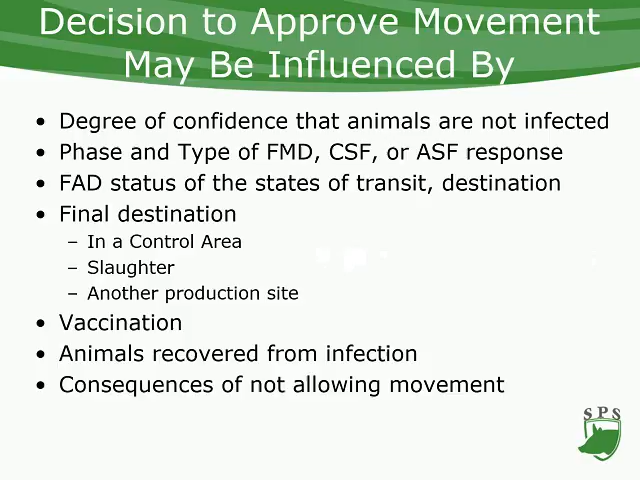 Decision to Approve Movement
May Be Influenced By
• Degree of confidence that animals are not infected
• Phase and Type of FMD, CSF, or ASF response
• FAD status of the states of transit, destination
• Final destination
– In a Control Area
– Slaughter
– Another production site
• Vaccination
• Animals recovered from infection
• Consequences of not allowing movement
SPS